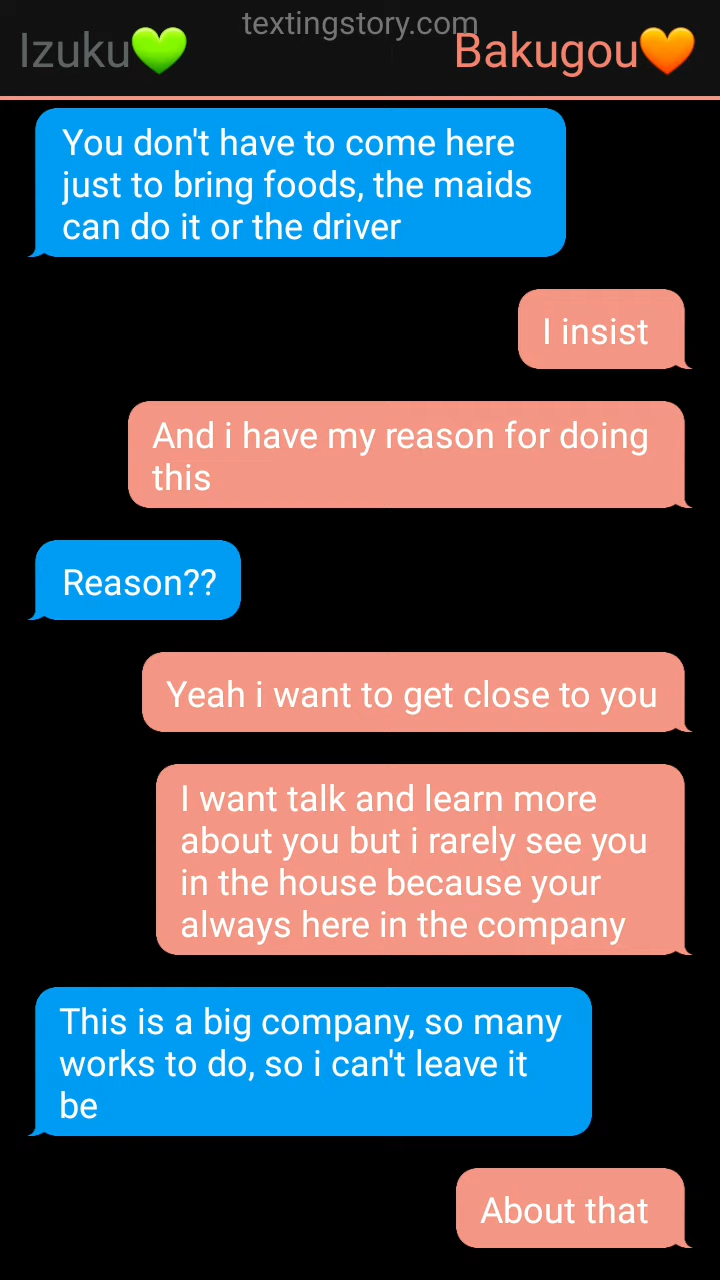 textingstory.com
Izuku💚
Bakugou🧡
You don't have to come here
just to bring foods, the maids
can do it or the driver
I insist
And i have my reason for doing
this
Reason??
Yeah i want to get close to you
I want talk and learn more
about you but i rarely see you
in the house because your
always here in the company
This is a big company, so many
works to do, so i can't leave it
be
About that